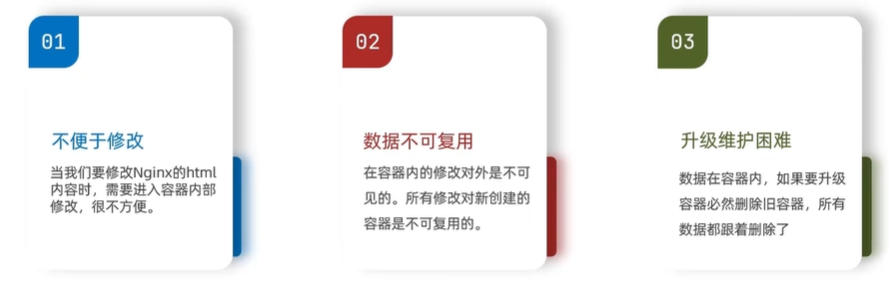 01
不便于修改
当我们要修改Nginx的html
内容时，需要进入容器内部
修改，很不方便。
02
数据不可复用
在容器内的修改对外是不可
见的。所有修改对新创建的
容器是不可复用的。
03
升级维护困难
数据在容器内，如果要升级
容器必然删除旧容器，所有
数据都跟着删除了